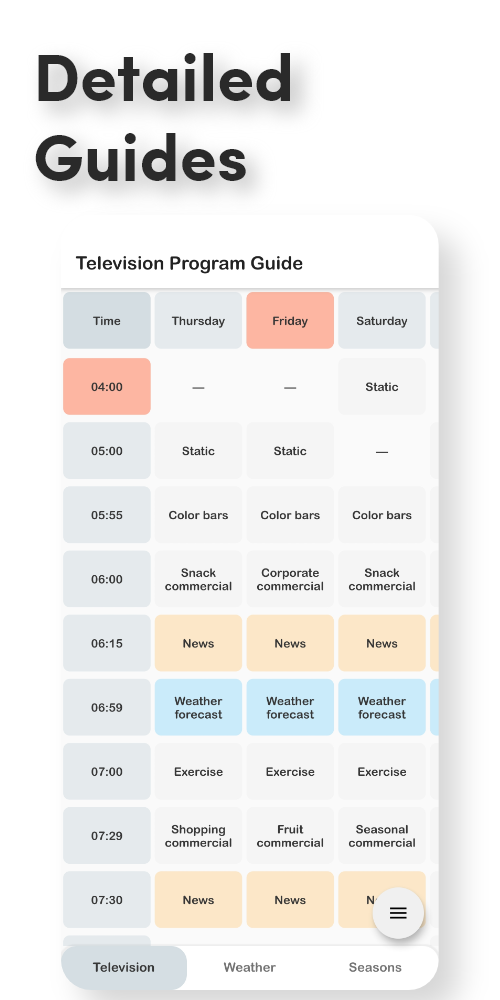 Detailed
Guides
Television Program Guide
Time Thursday Friday Saturday
04:00 — — Static
05:00 Static Static —
05:55 Color bars Color bars Color bars
06:00 Snack commercial Corporate commercial Snack commercial
06:15 News News News
06:59 Weather forecast Weather forecast Weather forecast
07:00 Exercise Exercise Exercise
07:29 Shopping commercial Fruit commercial Seasonal commercial
07:30 News News
Television Weather Seasons